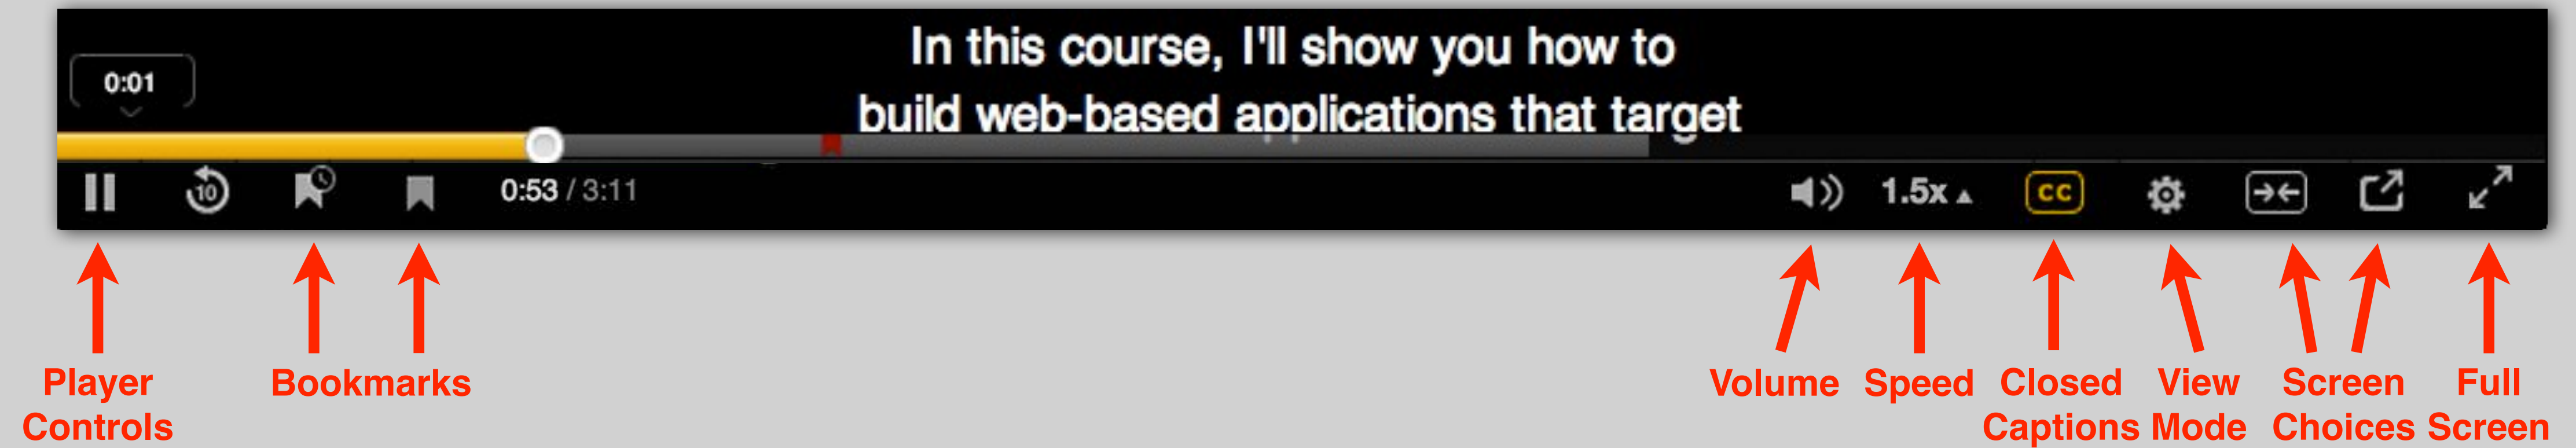 In this course, I'll show you how to
build web-based applications that target
0:01
10
0:53 / 3:11
1.5x
CC
Player
Controls
Bookmarks
Volume
Speed
Closed
Captions
View
Mode
Screen
Choices
Full
Screen